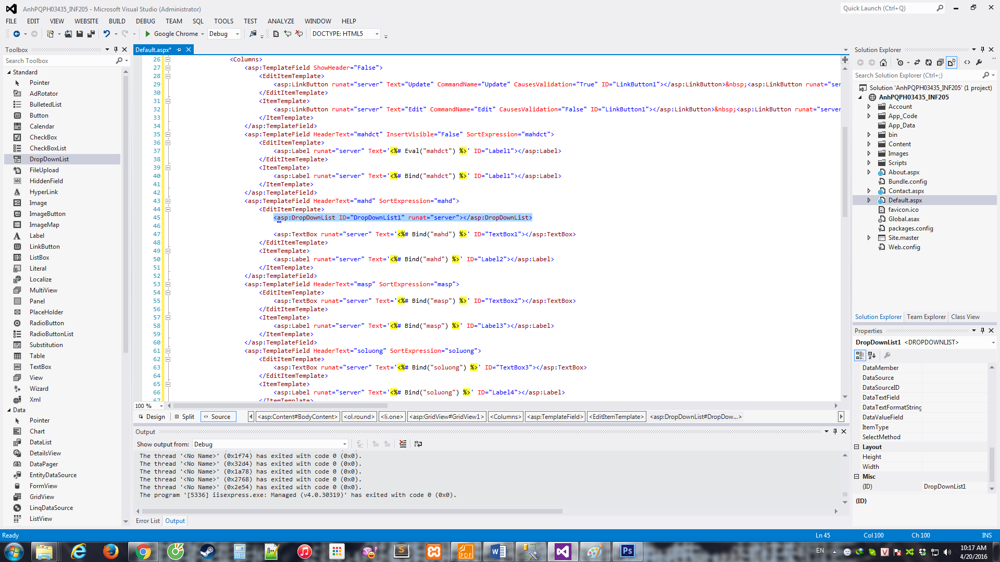 AnhPQPH03435_INF205 - Microsoft Visual Studio (Administrator)
Quick Launch (Ctrl+Q)
FILE EDIT VIEW WEBSITE BUILD DEBUG TEAM SQL TOOLS TEST ANALYZE WINDOW HELP
Google Chrome Debug DOCTYPE: HTML5
Toolbox
Search Toolbox
Standard
Pointer
AdRotator
BulletedList
Button
Calendar
CheckBox
CheckBoxList
DropDownList
FileUpload
HiddenField
HyperLink
Image
ImageButton
ImageMap
Label
LinkButton
ListBox
Literal
Localize
MultiView
Panel
PlaceHolder
RadioButton
RadioButtonList
Substitution
Table
TextBox
View
Wizard
Xml
Data
Pointer
Chart
DataList
DetailsView
DataPager
EntityDataSource
FormView
GridView
LinqDataSource
ListView
Default.aspx*
26 <Columns>
27 <asp:TemplateField ShowHeader="False">
28 <EditItemTemplate>
29 <asp:LinkButton runat="server" Text="Update" CommandName="Update" CausesValidation="True" ID="LinkButton1"></asp:LinkButton>&nbsp;<asp:LinkButton runat="ser
30 </EditItemTemplate>
31 <ItemTemplate>
32 <asp:LinkButton runat="server" Text="Edit" CommandName="Edit" CausesValidation="False" ID="LinkButton1"></asp:LinkButton>&nbsp;<asp:LinkButton runat="server
33 </ItemTemplate>
34 </asp:TemplateField>
35 <asp:TemplateField HeaderText="mahdct" InsertVisible="False" SortExpression="mahdct">
36 <EditItemTemplate>
37 <asp:Label runat="server" Text='<%# Eval("mahdct") %>' ID="Label1"></asp:Label>
38 </EditItemTemplate>
39 <ItemTemplate>
40 <asp:Label runat="server" Text='<%# Bind("mahdct") %>' ID="Label1"></asp:Label>
41 </ItemTemplate>
42 </asp:TemplateField>
43 <asp:TemplateField HeaderText="mahd" SortExpression="mahd">
44 <EditItemTemplate>
45 <asp:DropDownList ID="DropDownList1" runat="server"></asp:DropDownList>
46
47 <asp:TextBox runat="server" Text='<%# Bind("mahd") %>' ID="TextBox1"></asp:TextBox>
48 </EditItemTemplate>
49 <ItemTemplate>
50 <asp:Label runat="server" Text='<%# Bind("mahd") %>' ID="Label2"></asp:Label>
51 </ItemTemplate>
52 </asp:TemplateField>
53 <asp:TemplateField HeaderText="masp" SortExpression="masp">
54 <EditItemTemplate>
55 <asp:TextBox runat="server" Text='<%# Bind("masp") %>' ID="TextBox2"></asp:TextBox>
56 </EditItemTemplate>
57 <ItemTemplate>
58 <asp:Label runat="server" Text='<%# Bind("masp") %>' ID="Label3"></asp:Label>
59 </ItemTemplate>
60 </asp:TemplateField>
61 <asp:TemplateField HeaderText="soluong" SortExpression="soluong">
62 <EditItemTemplate>
63 <asp:TextBox runat="server" Text='<%# Bind("soluong") %>' ID="TextBox3"></asp:TextBox>
64 </EditItemTemplate>
65 <ItemTemplate>
66 <asp:Label runat="server" Text='<%# Bind("soluong") %>' ID="Label4"></asp:Label>
67 </ItemTemplate>
100 %
Design Split Source <asp:Content#BodyContent> <ol.round> <li.one> <asp:GridView#GridView1> <Columns> <asp:TemplateField> <EditItemTemplate> <asp:DropDownList#DropDow...>
Output
Show output from: Debug
The thread '<No Name>' (0x1f74) has exited with code 0 (0x0).
The thread '<No Name>' (0x32d4) has exited with code 0 (0x0).
The thread '<No Name>' (0x1a78) has exited with code 0 (0x0).
The thread '<No Name>' (0x2768) has exited with code 0 (0x0).
The thread '<No Name>' (0x2e54) has exited with code 0 (0x0).
The program '[5336] iisexpress.exe: Managed (v4.0.30319)' has exited with code 0 (0x0).
Error List Output
Solution Explorer
Search Solution Explorer (Ctrl+;)
Solution 'AnhPQPH03435_INF205' (1 project)
AnhPQPH03435_INF205
Account
App_Code
App_Data
bin
Content
Images
Scripts
About.aspx
Bundle.config
Contact.aspx
Default.aspx
favicon.ico
Global.asax
packages.config
Site.master
Web.config
Solution Explorer Team Explorer Class View
Properties
DropDownList1 <DROPDOWNLIST>
DataMember
DataSource
DataSourceID
DataTextField
DataTextFormatString
DataValueField
ItemType
SelectMethod
Layout
Height
Width
Misc
(ID) DropDownList1
(ID)
Ready Ln 45 Col 100 Ch 100 INS
EN
10:17 AM
4/20/2016